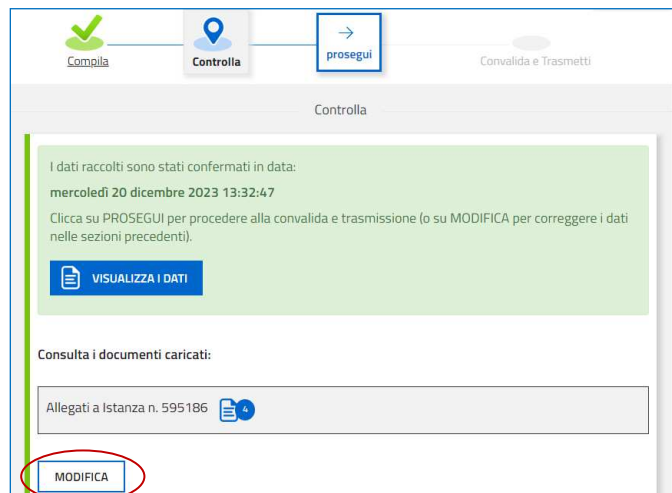 Compila
Controlla
prosegui
Convalida e Trasmetti
Controlla
I dati raccolti sono stati confermati in data:
mercoledì 20 dicembre 2023 13:32:47
Clicca su PROSEGUI per procedere alla convalida e trasmissione (o su MODIFICA per correggere i dati
nelle sezioni precedenti).
VISUALIZZA I DATI
Consulta i documenti caricati:
Allegati a Istanza n. 595186 4
MODIFICA